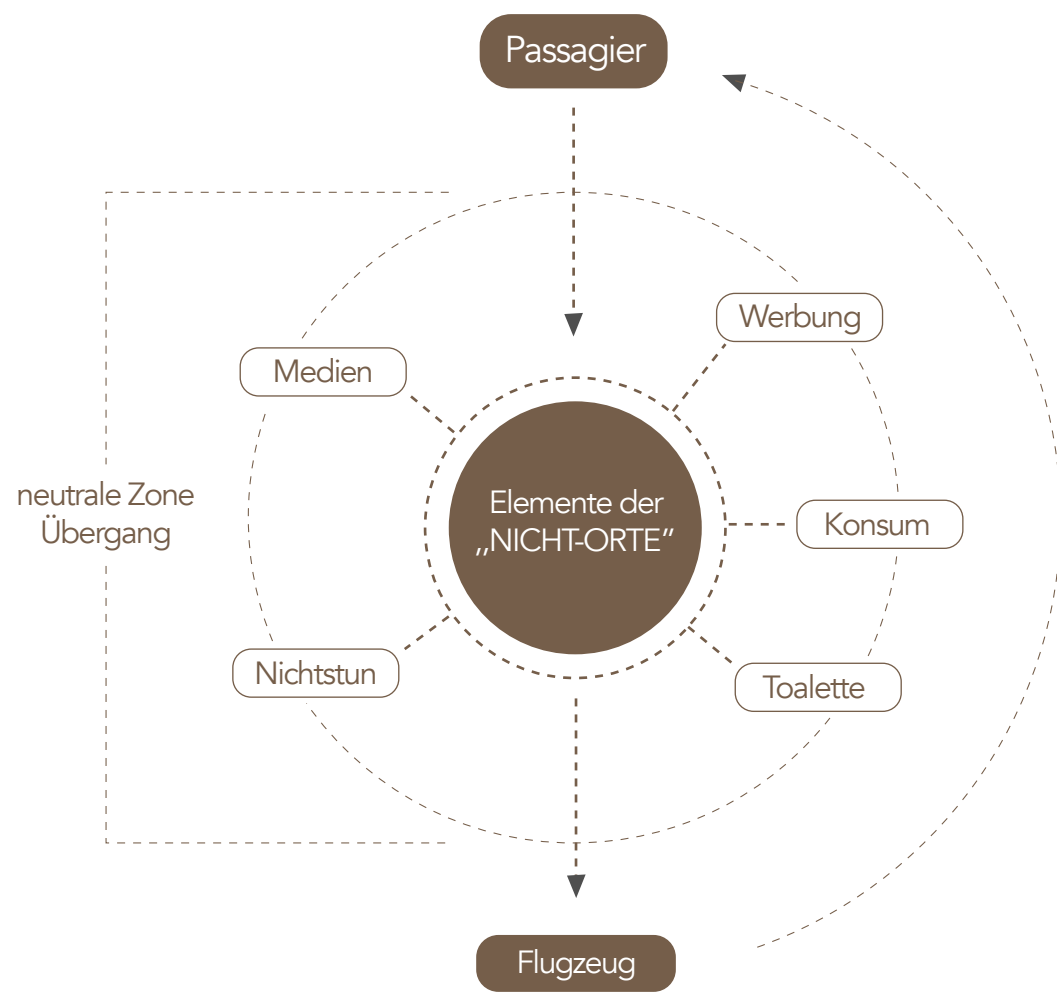 Passagier
Werbung
Medien
neutrale Zone
Übergang
Elemente der
„NICHT-ORTE“
Konsum
Nichtstun
Toalette
Flugzeug